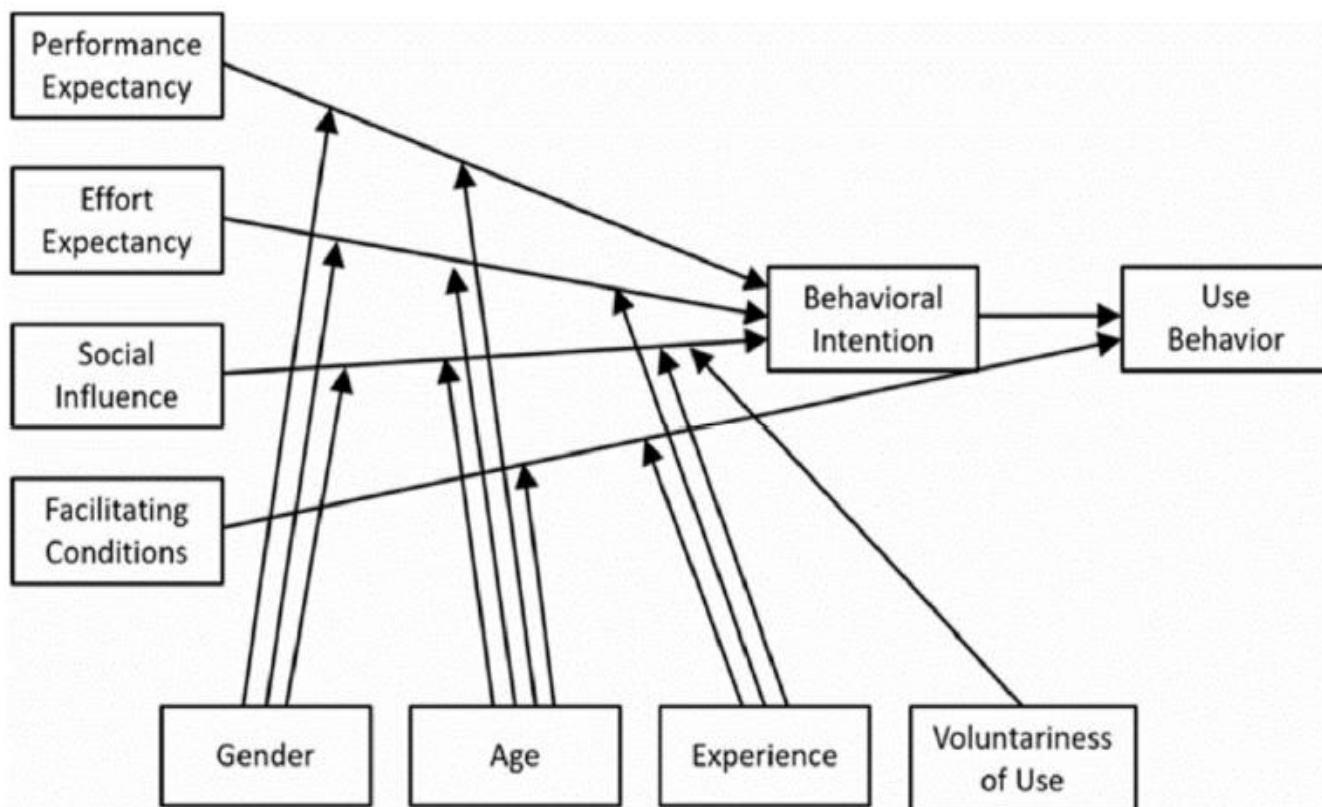 Performance
Expectancy
Effort
Expectancy
Social
Influence
Facilitating
Conditions
Behavioral
Intention
Use
Behavior
Gender
Age
Experience
Voluntariness
of Use